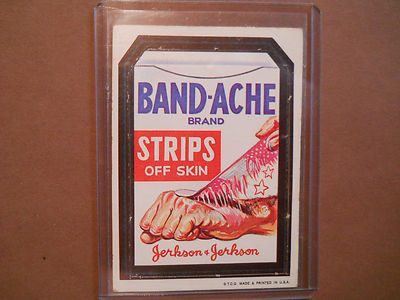 BAND-ACHE
BRAND
STRIPS
OFF SKIN
Jerkson & Jerkson
© T.C.G. MADE & PRINTED IN U.S.A.